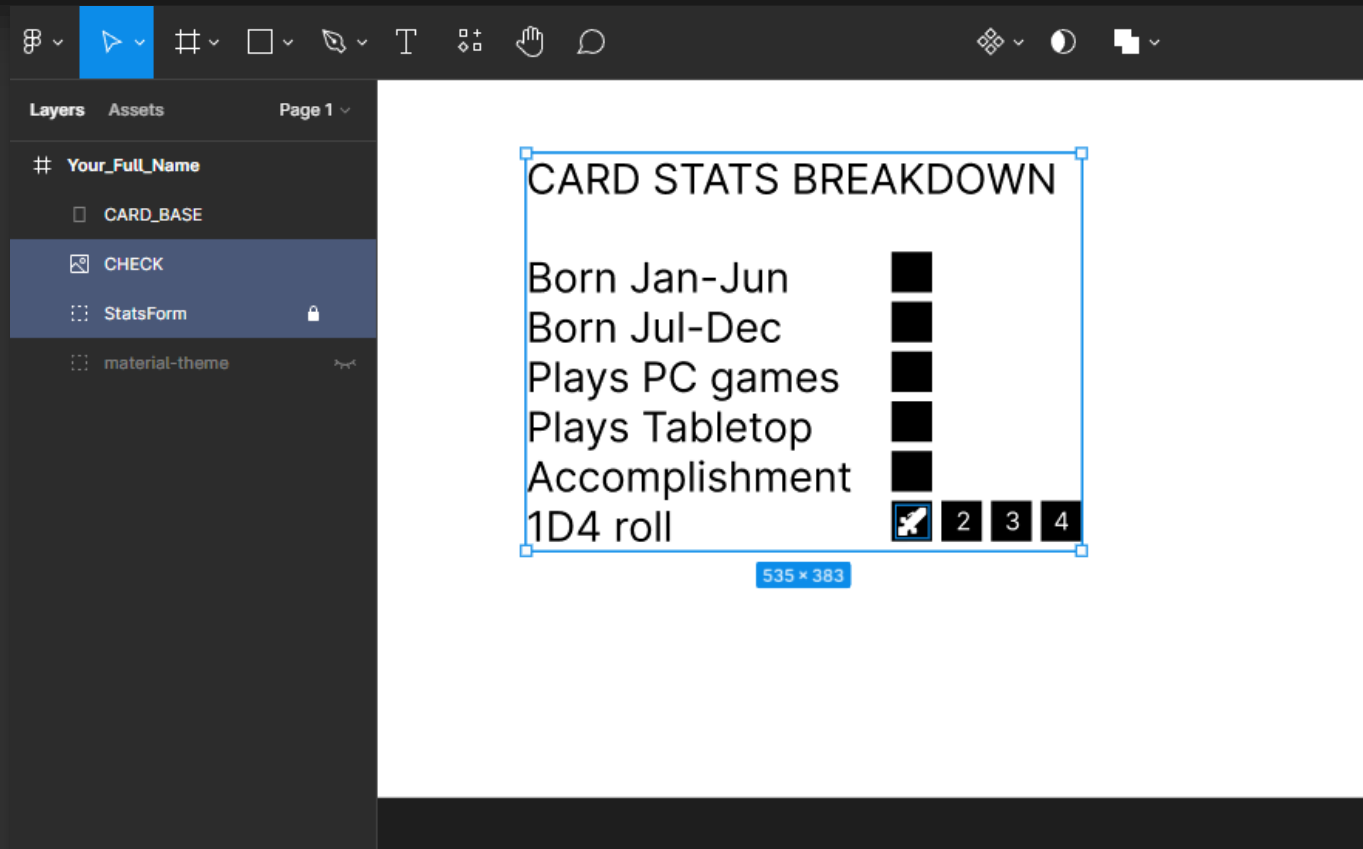 Layers Assets Page 1
Your_Full_Name
CARD_BASE
CHECK
StatsForm
material-theme
CARD STATS BREAKDOWN
Born Jan-Jun
Born Jul-Dec
Plays PC games
Plays Tabletop
Accomplishment
1D4 roll 2 3 4
535 × 383